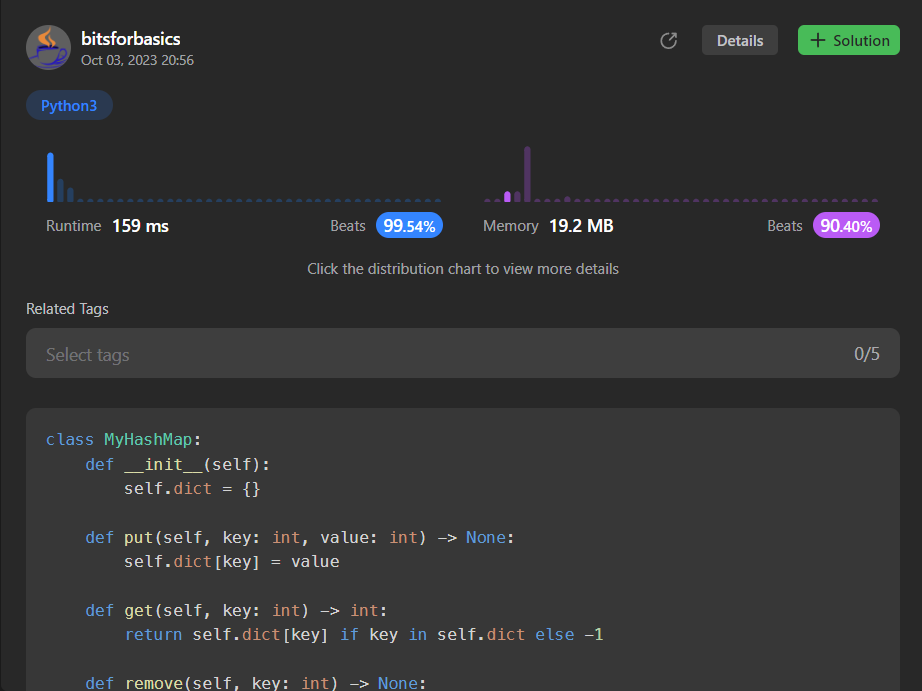 bitsforbasics
Oct 03, 2023 20:56
Details
+ Solution
Python3
Runtime 159 ms Beats 99.54%
Memory 19.2 MB Beats 90.40%
Click the distribution chart to view more details
Related Tags
Select tags 0/5
class MyHashMap:
    def __init__(self):
        self.dict = {}

    def put(self, key: int, value: int) -> None:
        self.dict[key] = value

    def get(self, key: int) -> int:
        return self.dict[key] if key in self.dict else -1

    def remove(self, key: int) -> None: